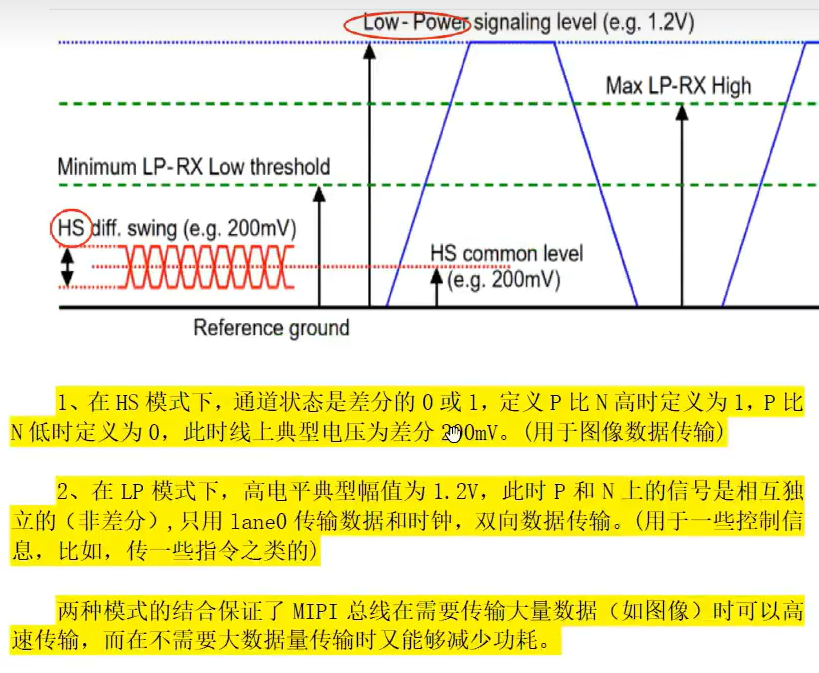 Low-Power signaling level (e.g. 1.2V)
Max LP-RX High
Minimum LP-RX Low threshold
HS diff. swing (e.g. 200mV)
HS common level
(e.g. 200mV)
Reference ground
1、在 HS 模式下，通道状态是差分的 0 或 1，定义 P 比 N 高时定义为 1，P 比
N 低时定义为 0，此时线上典型电压为差分 200mV。(用于图像数据传输)
2、在 LP 模式下，高电平典型幅值为 1.2V，此时 P 和 N 上的信号是相互独
立的（非差分）,只用 lane0 传输数据和时钟，双向数据传输。(用于一些控制信
息，比如，传一些指令之类的)
两种模式的结合保证了 MIPI 总线在需要传输大量数据（如图像）时可以高
速传输，而在不需要大数据量传输时又能够减少功耗。